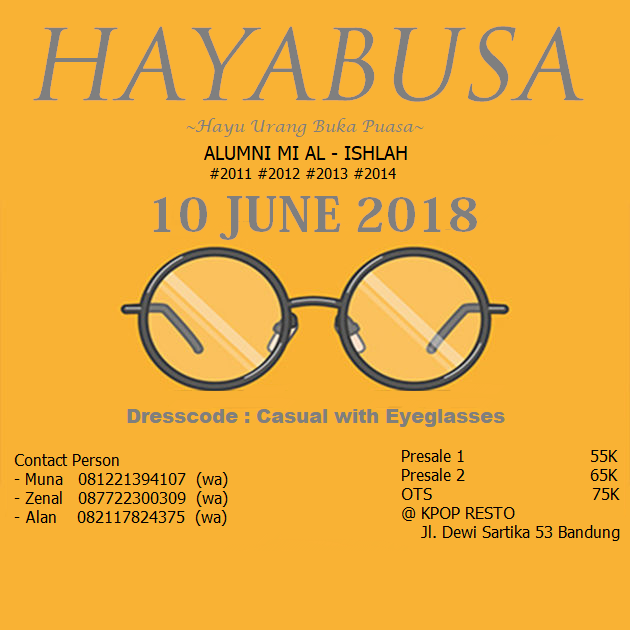 HAYABUSA
~Hayu Urang Buka Puasa~
ALUMNI MI AL - ISHLAH
#2011 #2012 #2013 #2014
10 JUNE 2018
Dresscode : Casual with Eyeglasses
Contact Person
- Muna 081221394107 (wa)
- Zenal 087722300309 (wa)
- Alan 082117824375 (wa)
Presale 1 55K
Presale 2 65K
OTS 75K
@ KPOP RESTO
Jl. Dewi Sartika 53 Bandung